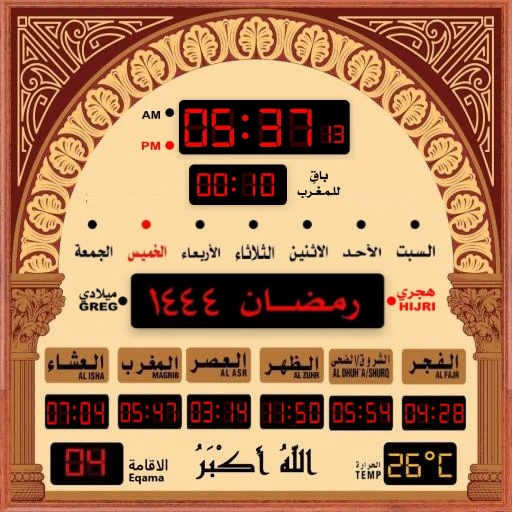 AM
05:37 13
PM
00:10 باقِ للمغرب
السبت الأحد الاثنين الثلاثاء الأربعاء الخميس الجمعة
هجري HIJRI رمضان ١٤٤٤ ميلادي GREG
الفجر الشروق/الضحى الظهر العصر المغرب العشاء
AL FAJR AL DHUH`A/SHURQ AL ZUHR AL ASR MAGRIB AL ISHA
04:28 05:54 11:50 03:14 05:47 07:04
04 الاقامة Eqama اللهُ أَكْبَرُ الحرارة TEMP 26°C